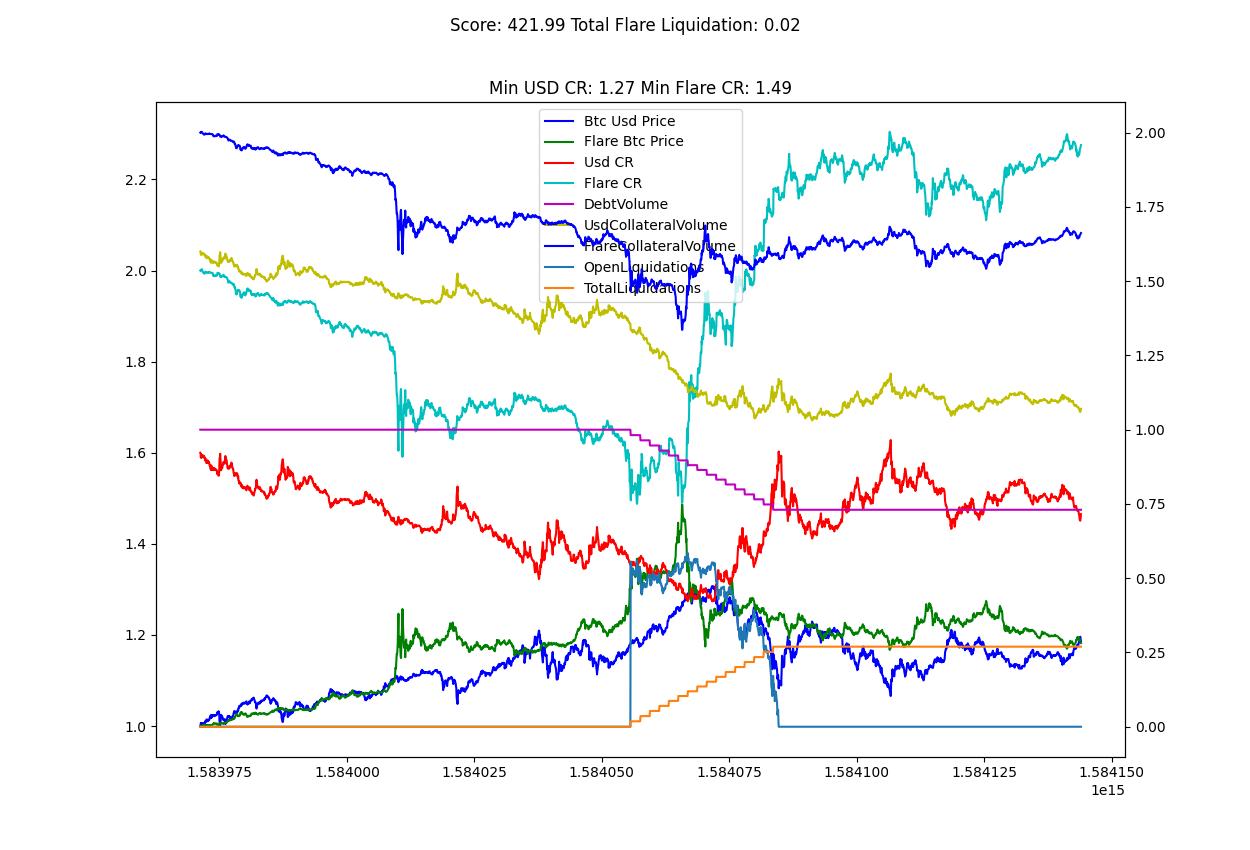 Score: 421.99 Total Flare Liquidation: 0.02
Min USD CR: 1.27 Min Flare CR: 1.49
Btc Usd Price
Flare Btc Price
Usd CR
Flare CR
DebtVolume
UsdCollateralVolume
FlareCollateralVolume
OpenLiquidations
TotalLiquidations
2.2
2.0
1.8
1.6
1.4
1.2
1.0
2.00
1.75
1.50
1.25
1.00
0.75
0.50
0.25
0.00
1.583975 1.584000 1.584025 1.584050 1.584075 1.584100 1.584125 1.584150
1e15